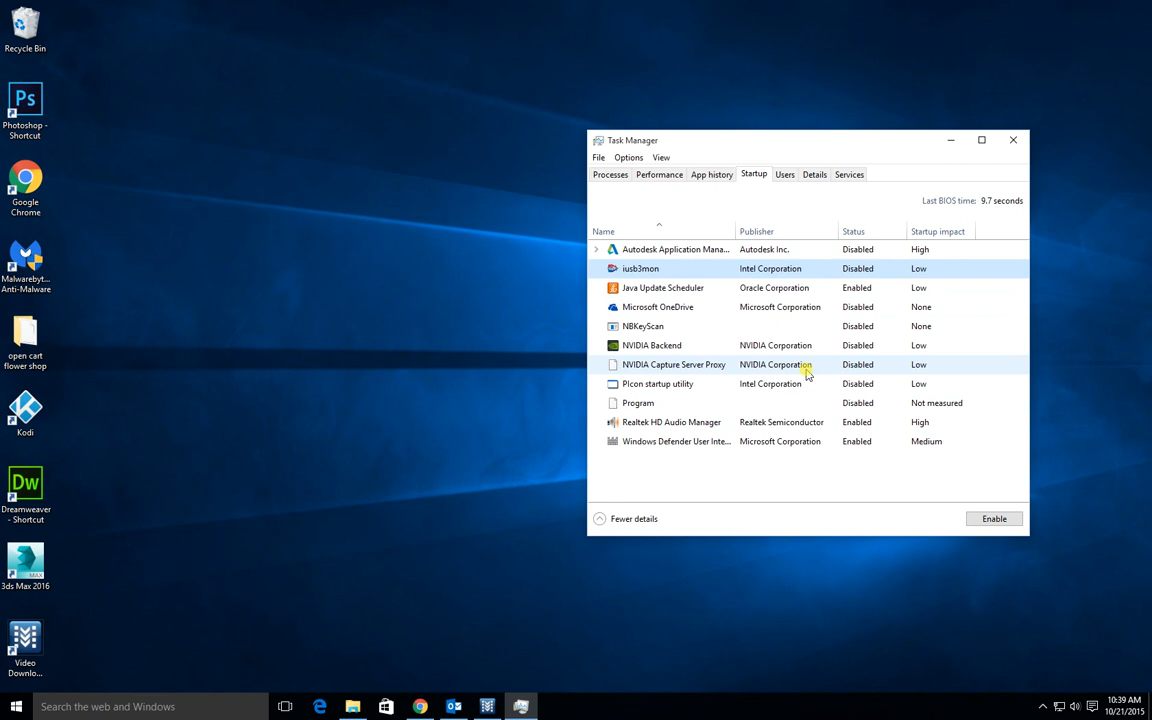 Recycle Bin
Ps
Photoshop -
Shortcut
Google
Chrome
Malwarebyt...
Anti-Malware
open cart
flower shop
Kodi
Dw
Dreamweaver
- Shortcut
MAX
3ds Max 2016
Video
Downlo...
Task Manager
File Options View
Processes Performance App history Startup Users Details Services
Last BIOS time: 9.7 seconds
Name Publisher Status Startup impact
Autodesk Application Mana... Autodesk Inc. Disabled High
iusb3mon Intel Corporation Disabled Low
Java Update Scheduler Oracle Corporation Enabled Low
Microsoft OneDrive Microsoft Corporation Disabled None
NBKeyScan Disabled None
NVIDIA Backend NVIDIA Corporation Disabled Low
NVIDIA Capture Server Proxy NVIDIA Corporation Disabled Low
PIcon startup utility Intel Corporation Disabled Low
Program Disabled Not measured
Realtek HD Audio Manager Realtek Semiconductor Enabled High
Windows Defender User Inte... Microsoft Corporation Enabled Medium
Fewer details Enable
Search the web and Windows
10:39 AM
10/21/2015